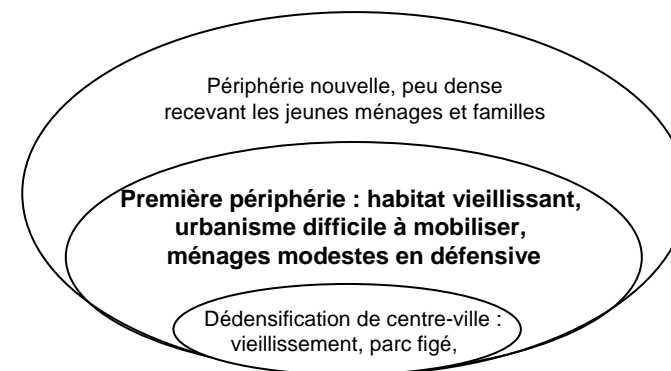 Périphérie nouvelle, peu dense
recevant les jeunes ménages et familles
Première périphérie : habitat vieillissant,
urbanisme difficile à mobiliser,
ménages modestes en défensive
Dédensification de centre-ville :
vieillissement, parc figé,